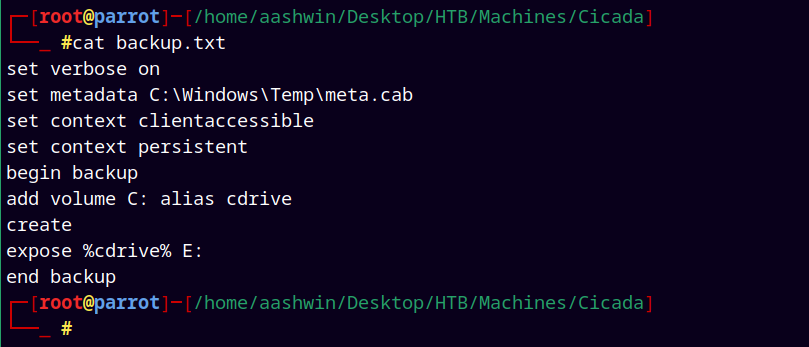 ┌─[root@parrot]─[/home/aashwin/Desktop/HTB/Machines/Cicada]
└──╼ #cat backup.txt
set verbose on
set metadata C:\Windows\Temp\meta.cab
set context clientaccessible
set context persistent
begin backup
add volume C: alias cdrive
create
expose %cdrive% E:
end backup
┌─[root@parrot]─[/home/aashwin/Desktop/HTB/Machines/Cicada]
└──╼ #